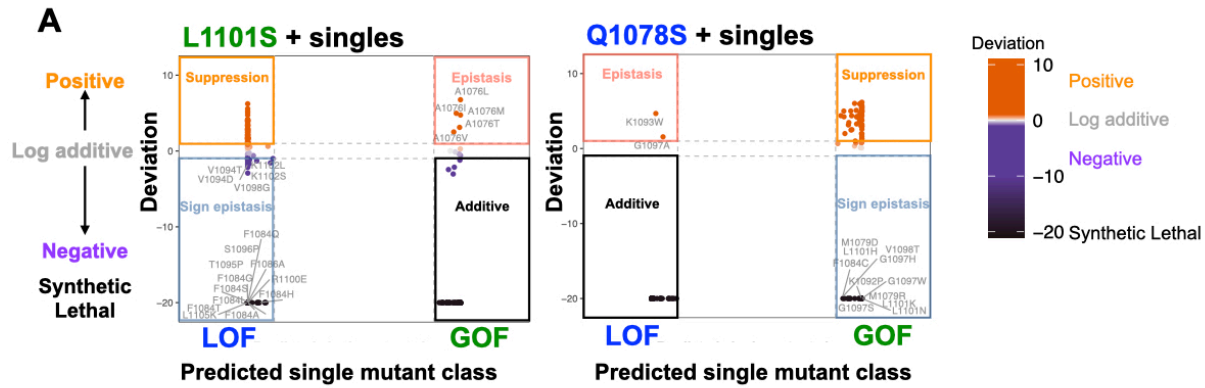 A
L1101S + singles
Q1078S + singles
Positive
Log additive
Negative
Synthetic
Lethal
Deviation
10
0
−10
−20
Suppression
Epistasis
A1076L
A1076I
A1076M
A1076T
A1076V
K1102L
V1094T
K1102S
V1094D
V1098G
Sign epistasis
Additive
F1084Q
S1096P
T1095P
F1086A
F1084G
R1100E
F1084S
F1084H
F1084T
F1084A
L1105K
LOF
GOF
Predicted single mutant class
Deviation
10
0
−10
−20
Epistasis
Suppression
K1093W
G1097A
Additive
Sign epistasis
M1079D
V1098T
L1101H
G1097H
F1084C
K1092P
G1097W
M1079R
L1101K
G1097S
L1101N
LOF
GOF
Predicted single mutant class
Deviation
10
Positive
0
Log additive
−10
Negative
−20
Synthetic Lethal